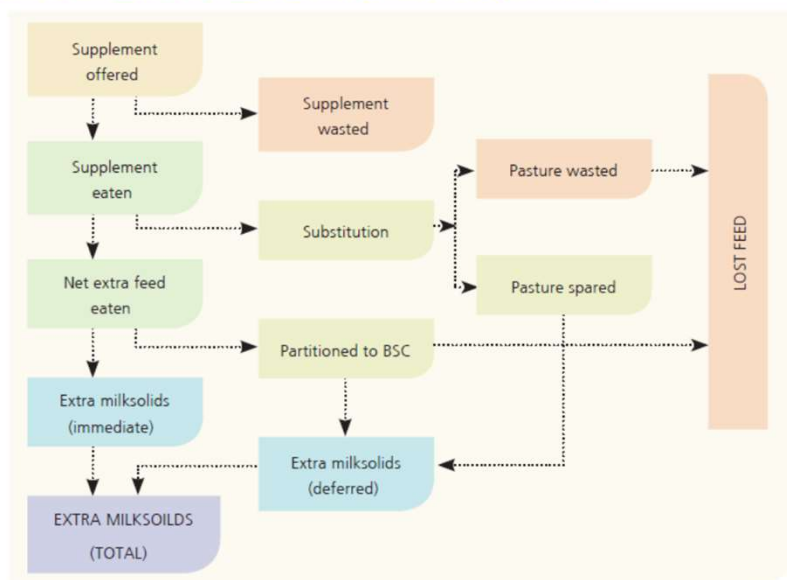 Supplement
offered
Supplement
wasted
Supplement
eaten
Pasture wasted
Substitution
LOST FEED
Net extra feed
eaten
Pasture spared
Partitioned to BSC
Extra milksolids
(immediate)
Extra milksolids
(deferred)
EXTRA MILKSOILDS
(TOTAL)